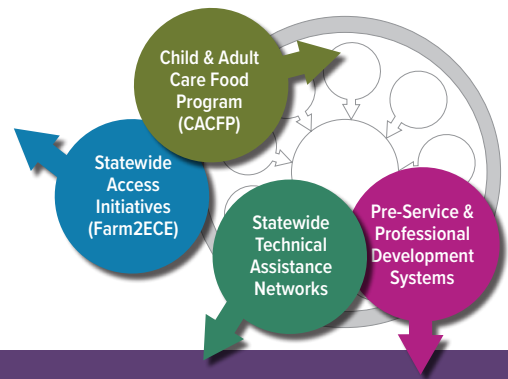 Child & Adult
Care Food
Program
(CACFP)
Statewide
Access
Initiatives
(Farm2ECE)
Statewide
Technical
Assistance
Networks
Pre-Service &
Professional
Development
Systems